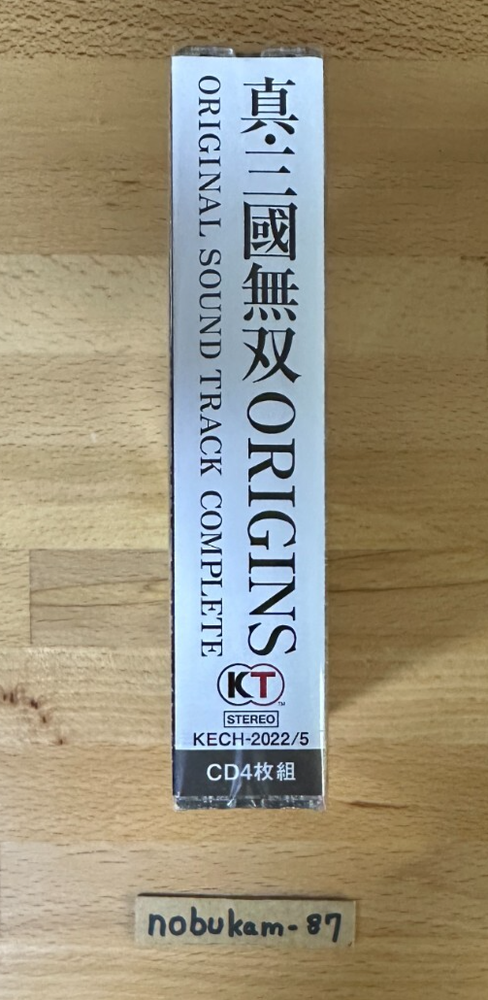 真・三國無双ORIGINS
ORIGINAL SOUND TRACK COMPLETE
KT
TM
STEREO
KECH-2022/5
CD4枚組
nobukam-87